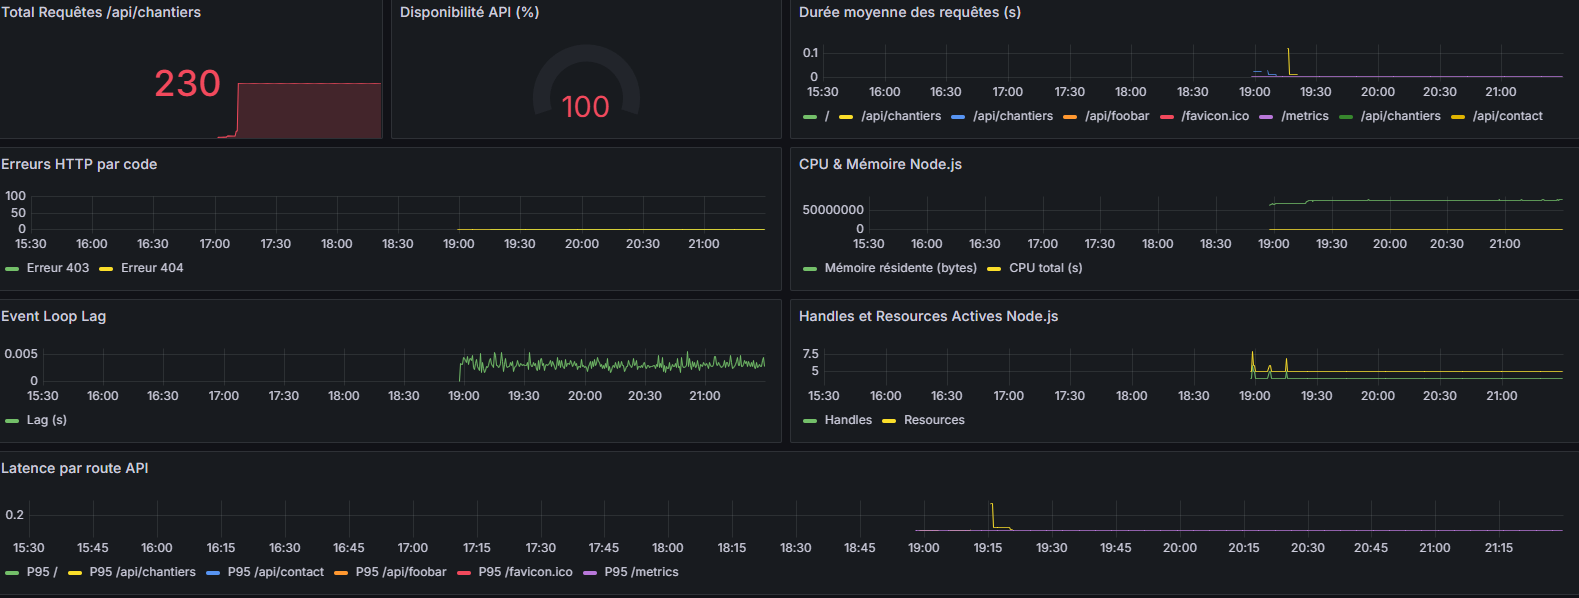 Total Requêtes /api/chantiers
230
Disponibilité API (%)
100
Durée moyenne des requêtes (s)
0.1
0
15:30 16:00 16:30 17:00 17:30 18:00 18:30 19:00 19:30 20:00 20:30 21:00
/ /api/chantiers /api/chantiers /api/foobar /favicon.ico /metrics /api/chantiers /api/contact
Erreurs HTTP par code
100
50
0
15:30 16:00 16:30 17:00 17:30 18:00 18:30 19:00 19:30 20:00 20:30 21:00
Erreur 403 Erreur 404
CPU & Mémoire Node.js
50000000
0
15:30 16:00 16:30 17:00 17:30 18:00 18:30 19:00 19:30 20:00 20:30 21:00
Mémoire résidente (bytes) CPU total (s)
Event Loop Lag
0.005
0
15:30 16:00 16:30 17:00 17:30 18:00 18:30 19:00 19:30 20:00 20:30 21:00
Lag (s)
Handles et Resources Actives Node.js
7.5
5
15:30 16:00 16:30 17:00 17:30 18:00 18:30 19:00 19:30 20:00 20:30 21:00
Handles Resources
Latence par route API
0.2
15:30 15:45 16:00 16:15 16:30 16:45 17:00 17:15 17:30 17:45 18:00 18:15 18:30 18:45 19:00 19:15 19:30 19:45 20:00 20:15 20:30 20:45 21:00 21:15
P95 / P95 /api/chantiers P95 /api/contact P95 /api/foobar P95 /favicon.ico P95 /metrics